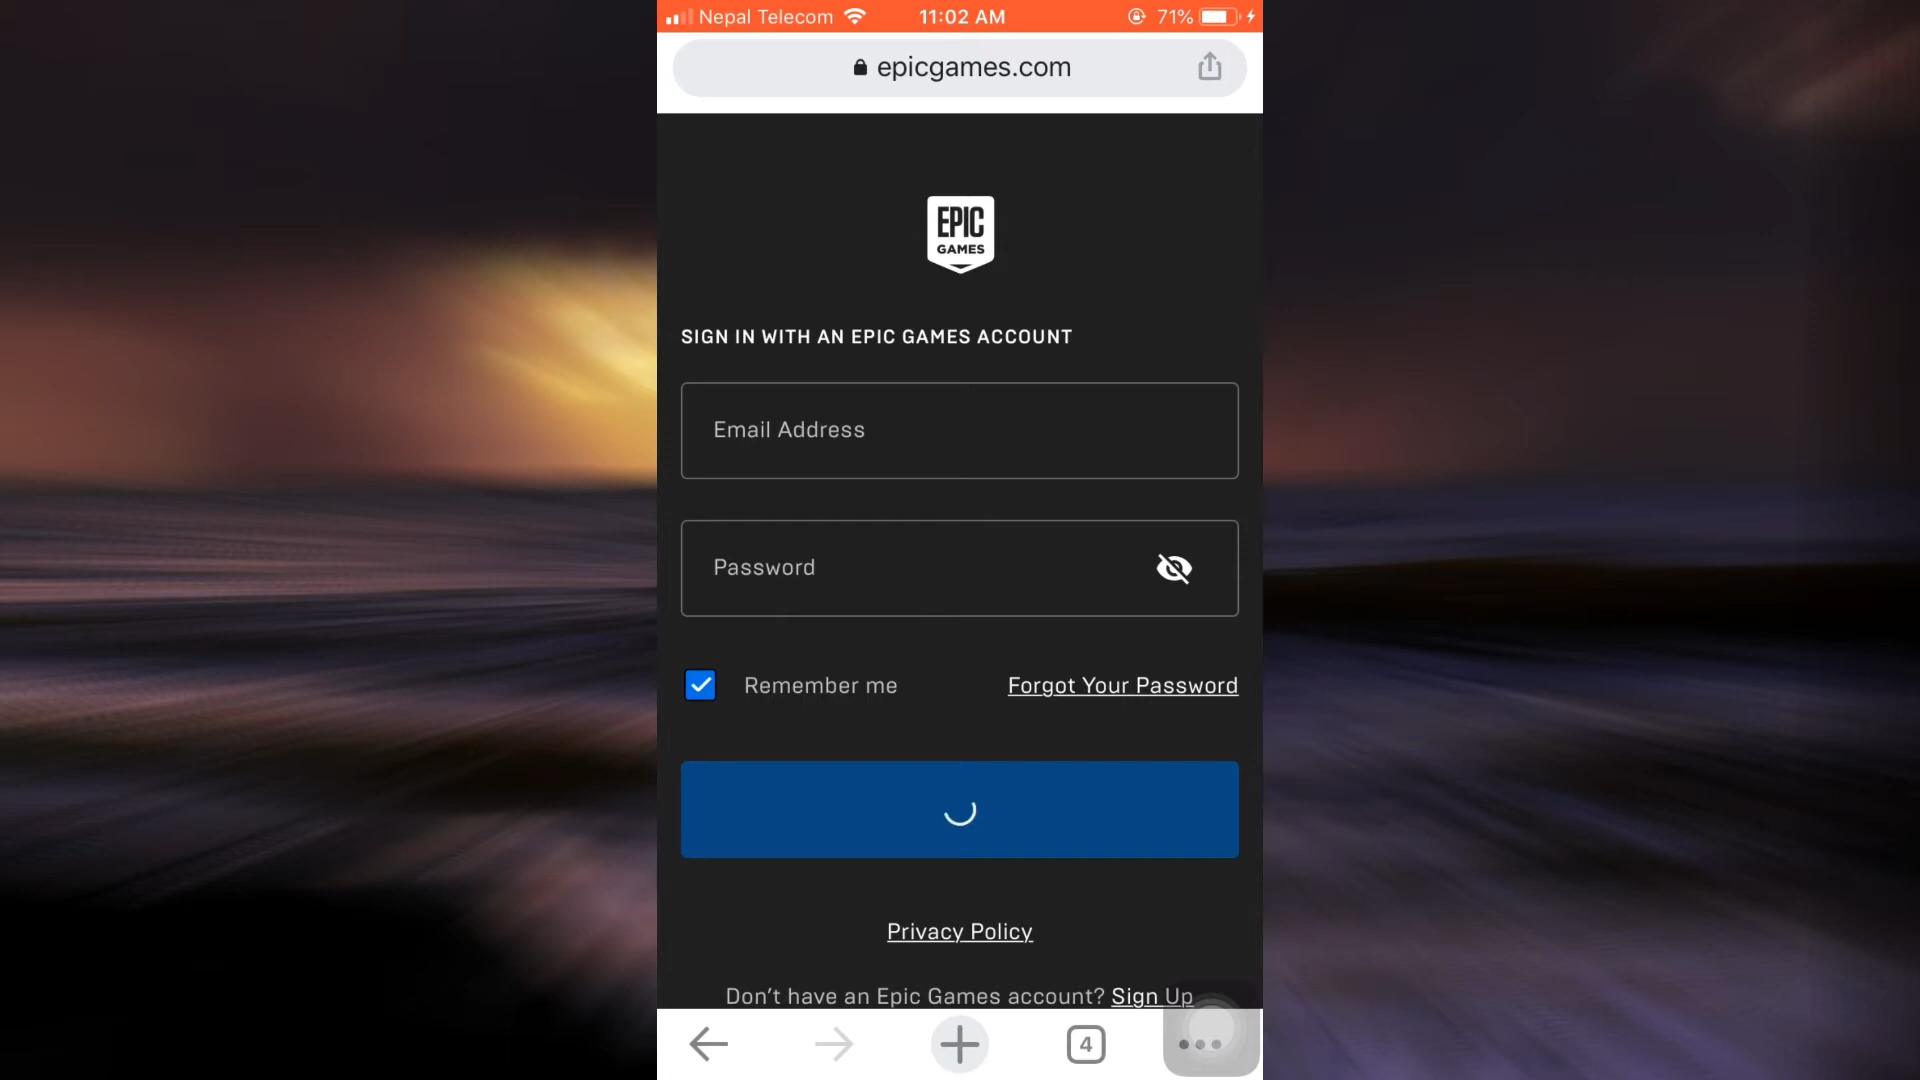 Nepal Telecom 11:02 AM 71%
epicgames.com
EPIC
GAMES
SIGN IN WITH AN EPIC GAMES ACCOUNT
Email Address
Password
Remember me Forgot Your Password
Privacy Policy
Don't have an Epic Games account? Sign Up
4